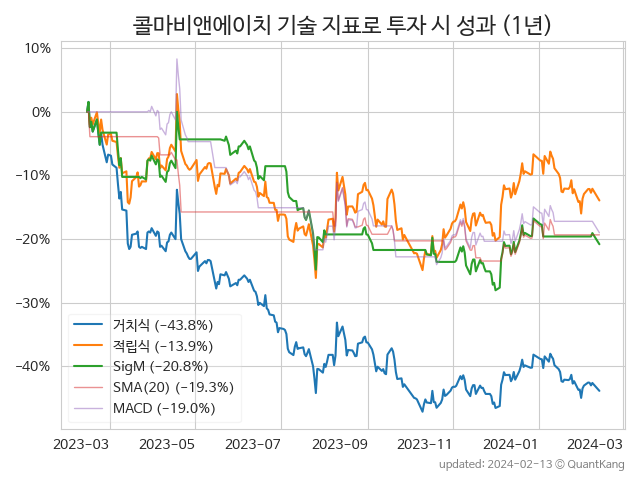 콜마비앤에이치 기술 지표로 투자 시 성과 (1년)
10%
0%
−10%
−20%
−30%
−40%
거치식 (−43.8%)
적립식 (−13.9%)
SigM (−20.8%)
SMA(20) (−19.3%)
MACD (−19.0%)
2023−03 2023−05 2023−07 2023−09 2023−11 2024−01 2024−03
updated: 2024−02−13 © QuantKang